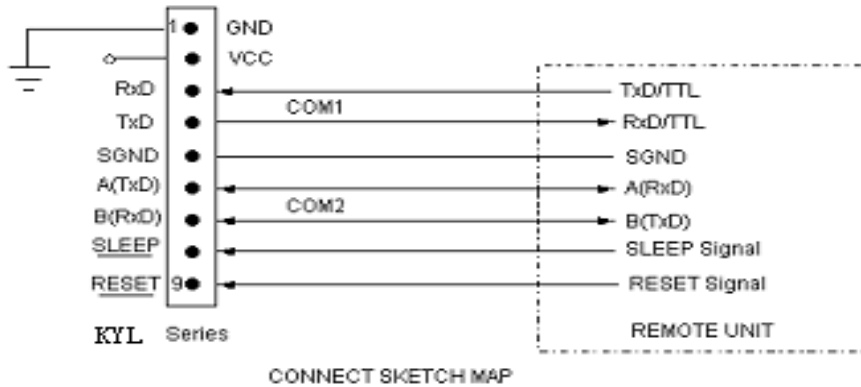 1 GND
VCC
RxD TxD/TTL
COM1
TxD RxD/TTL
SGND SGND
A(TxD) A(RxD)
COM2
B(RxD) B(TxD)
SLEEP SLEEP Signal
RESET 9 RESET Signal
KYL Series REMOTE UNIT
CONNECT SKETCH MAP